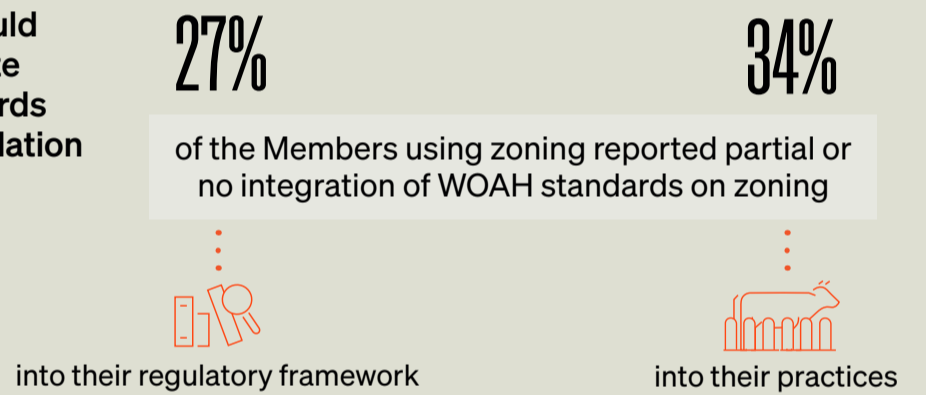 27%
34%
of the Members using zoning reported partial or
no integration of WOAH standards on zoning
into their regulatory framework
into their practices